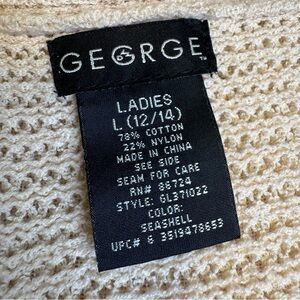 GEORGE
LADIES
L (12/14)
78% COTTON
22% NYLON
MADE IN CHINA
SEE SIDE
SEAM FOR CARE
RN# 86724
STYLE: GL371022
COLOR:
SEASHELL
UPC# 6 3519478653